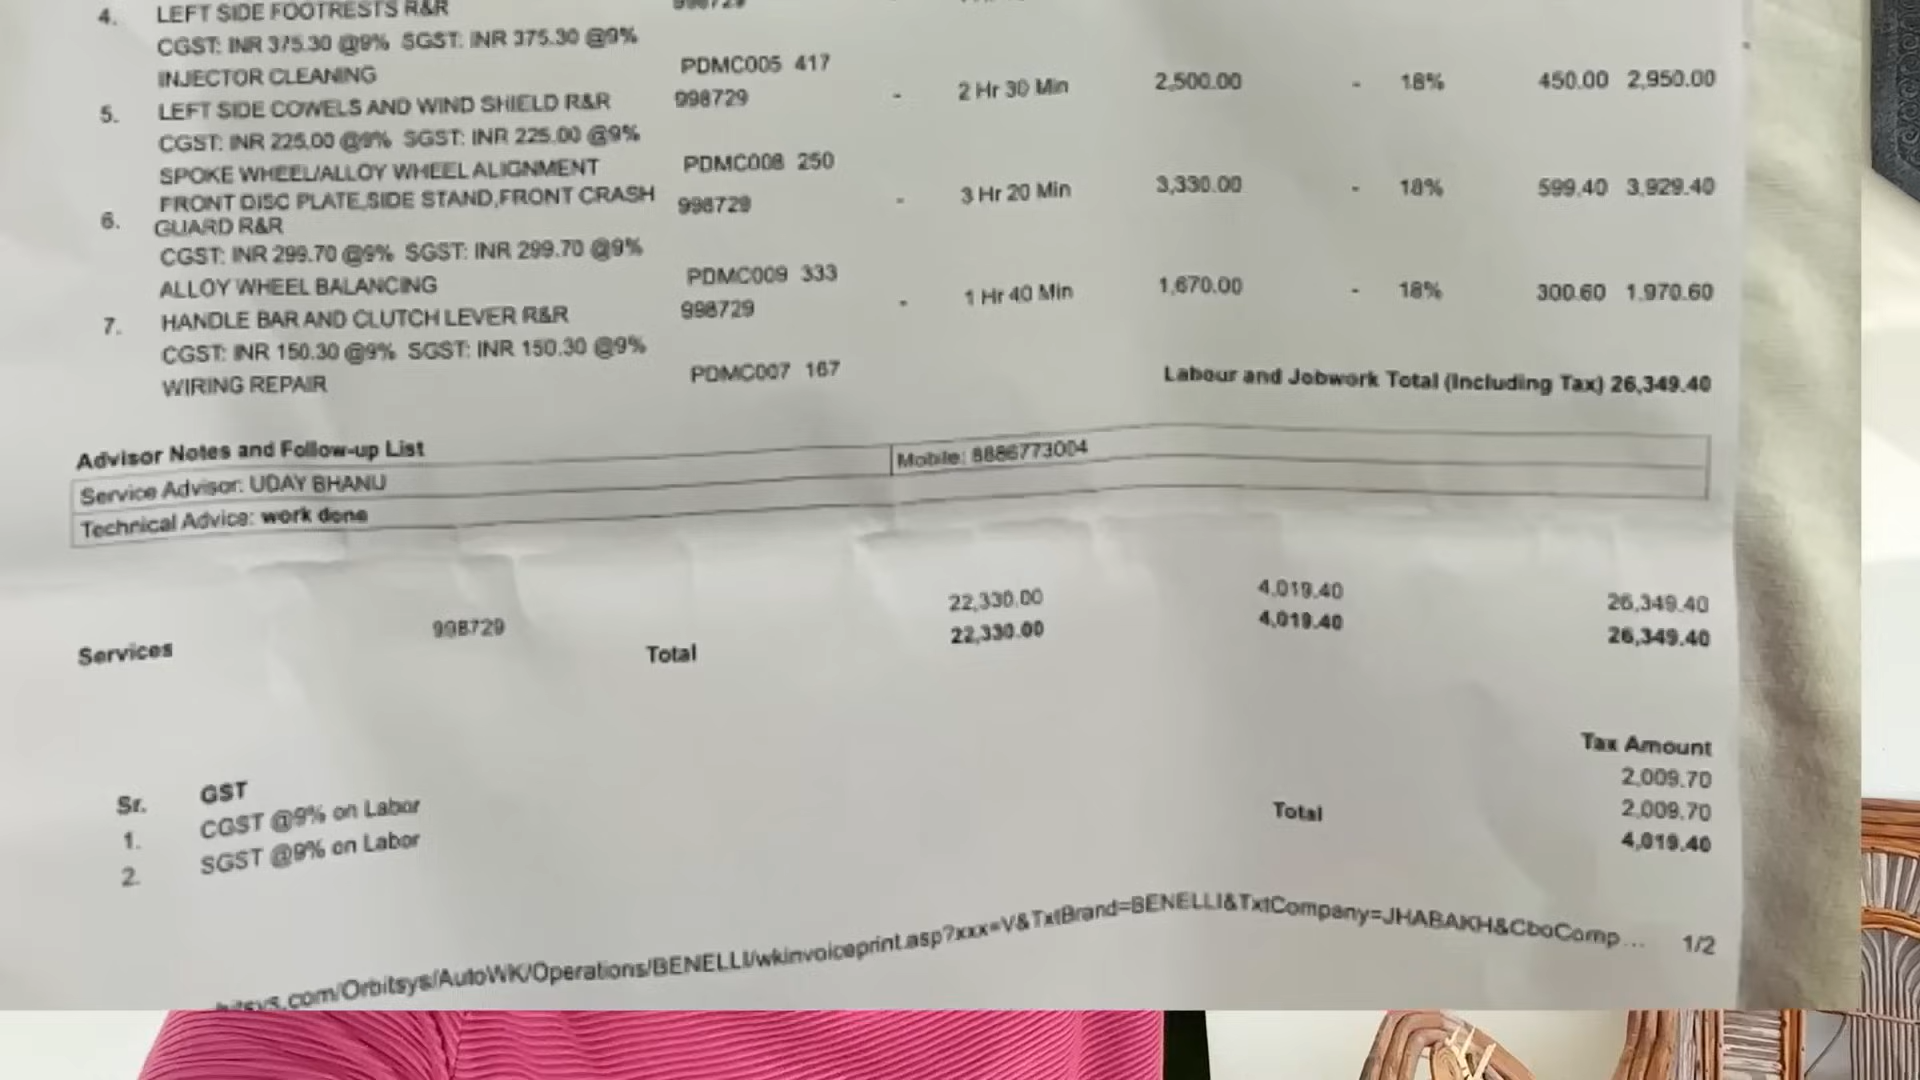 4. LEFT SIDE FOOTRESTS R&R 998729
CGST: INR 375.30 @9% SGST: INR 375.30 @9%
INJECTOR CLEANING PDMC005 417
5. LEFT SIDE COWELS AND WIND SHIELD R&R 998729 - 2 Hr 30 Min 2,500.00 - 18% 450.00 2,950.00
CGST: INR 225.00 @9% SGST: INR 225.00 @9%
SPOKE WHEEL/ALLOY WHEEL ALIGNMENT PDMC008 250
6. FRONT DISC PLATE,SIDE STAND,FRONT CRASH 998729 - 3 Hr 20 Min 3,330.00 - 18% 599.40 3,929.40
GUARD R&R
CGST: INR 299.70 @9% SGST: INR 299.70 @9%
ALLOY WHEEL BALANCING PDMC009 333
7. HANDLE BAR AND CLUTCH LEVER R&R 998729 - 1 Hr 40 Min 1,670.00 - 18% 300.60 1,970.60
CGST: INR 150.30 @9% SGST: INR 150.30 @9%
WIRING REPAIR PDMC007 167
Labour and Jobwork Total (Including Tax) 26,349.40
Advisor Notes and Follow-up List
Service Advisor: UDAY BHANU Mobile: 8886773004
Technical Advice: work done
Services 998729 22,330.00 4,019.40 26,349.40
Total 22,330.00 4,019.40 26,349.40
Sr. GST Tax Amount
1. CGST @9% on Labor 2,009.70
2. SGST @9% on Labor 2,009.70
Total 4,019.40
bitsys.com/Orbitsys/AutoWK/Operations/BENELLI/wkinvoiceprint.asp?xxx=V&TxtBrand=BENELLI&TxtCompany=JHABAKH&CboComp... 1/2